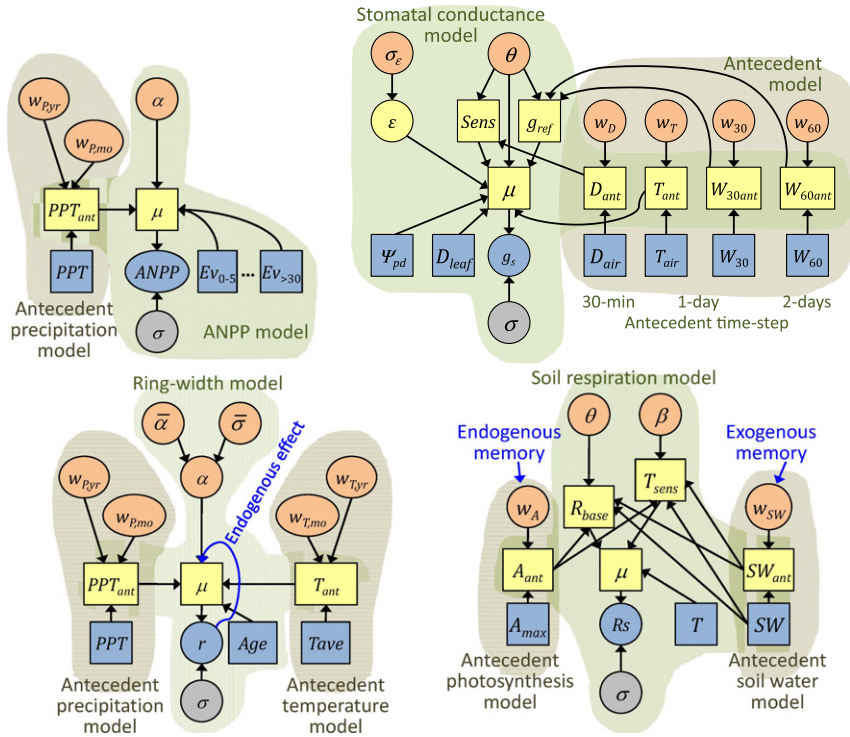 Stomatal conductance
model
σε
θ
Antecedent
model
wP,yr
α
wP,mo
ε
Sens
gref
wD
wT
w30
w60
PPTant
μ
μ
Dant
Tant
W30ant
W60ant
PPT
ANPP
Ev0-5
...
Ev>30
Ψpd
Dleaf
gs
Dair
Tair
W30
W60
Antecedent
precipitation
model
σ
ANPP model
σ
30-min
1-day
2-days
Antecedent time-step
Ring-width model
ᾱ
σ̄
Endogenous effect
wP,yr
wP,mo
α
wT,yr
wT,mo
PPTant
μ
Tant
PPT
r
Age
Tave
Antecedent
precipitation
model
σ
Antecedent
temperature
model
Soil respiration model
θ
β
Endogenous
memory
Exogenous
memory
wA
Rbase
Tsens
wSW
Aant
μ
SWant
Amax
Rs
T
SW
Antecedent
photosynthesis
model
σ
Antecedent
soil water
model